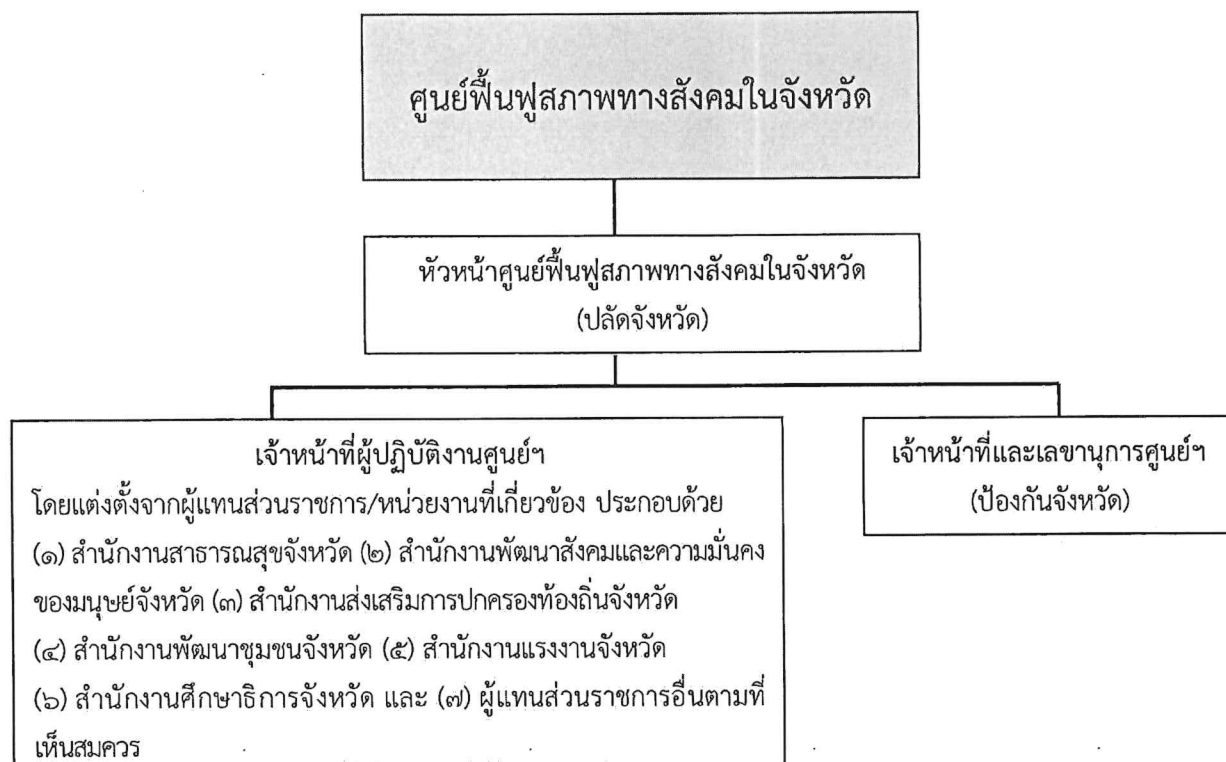 ศูนย์ฟื้นฟูสภาพทางสังคมในจังหวัด
หัวหน้าศูนย์ฟื้นฟูสภาพทางสังคมในจังหวัด
(ปลัดจังหวัด)
เจ้าหน้าที่ผู้ปฏิบัติงานศูนย์ฯ
โดยแต่งตั้งจากผู้แทนส่วนราชการ/หน่วยงานที่เกี่ยวข้อง ประกอบด้วย
(๑) สำนักงานสาธารณสุขจังหวัด (๒) สำนักงานพัฒนาสังคมและความมั่นคง
ของมนุษย์จังหวัด (๓) สำนักงานส่งเสริมการปกครองท้องถิ่นจังหวัด
(๔) สำนักงานพัฒนาชุมชนจังหวัด (๕) สำนักงานแรงงานจังหวัด
(๖) สำนักงานศึกษาธิการจังหวัด และ (๗) ผู้แทนส่วนราชการอื่นตามที่
เห็นสมควร
เจ้าหน้าที่และเลขานุการศูนย์ฯ
(ป้องกันจังหวัด)